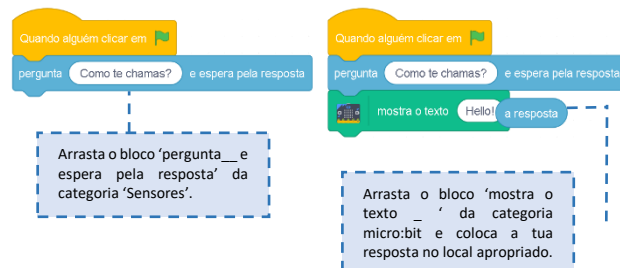 Quando alguém clicar em
pergunta Como te chamas? e espera pela resposta
Arrasta o bloco ‘pergunta__ e
espera pela resposta’ da
categoria ‘Sensores’.
Quando alguém clicar em
pergunta Como te chamas? e espera pela resposta
mostra o texto Hello! a resposta
Arrasta o bloco ‘mostra o
texto _ ‘ da categoria
micro:bit e coloca a tua
resposta no local apropriado.